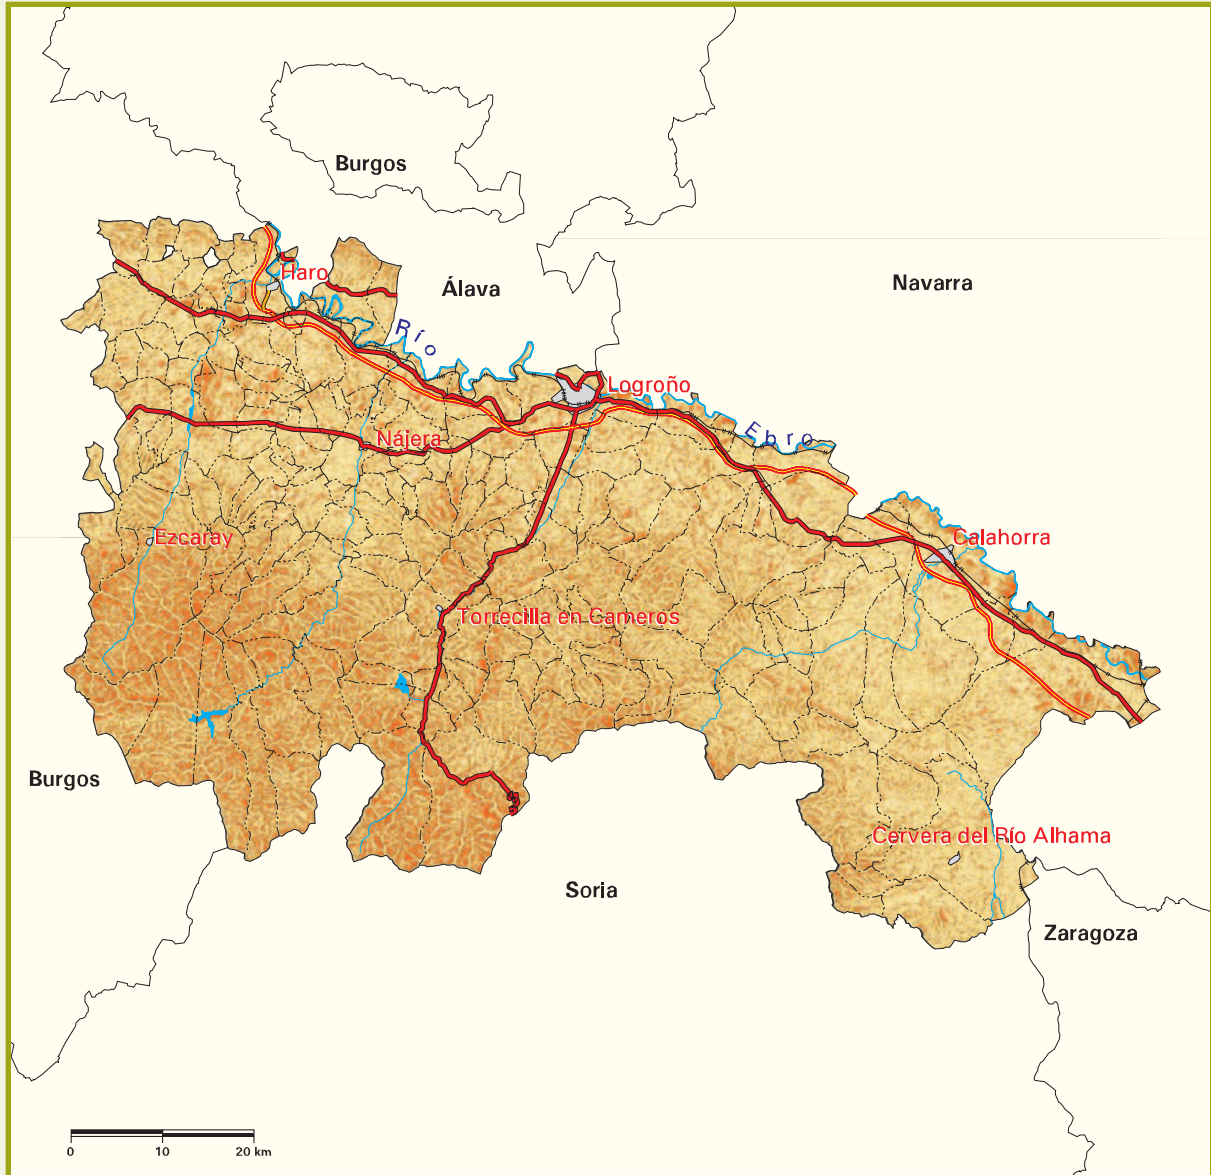 Burgos
Haro
Álava
Navarra
Río
Logroño
Nájera
Ebro
Ezcaray
Calahorra
Torrecilla en Cameros
Burgos
Cervera del Río Alhama
Soria
Zaragoza
0 10 20 km